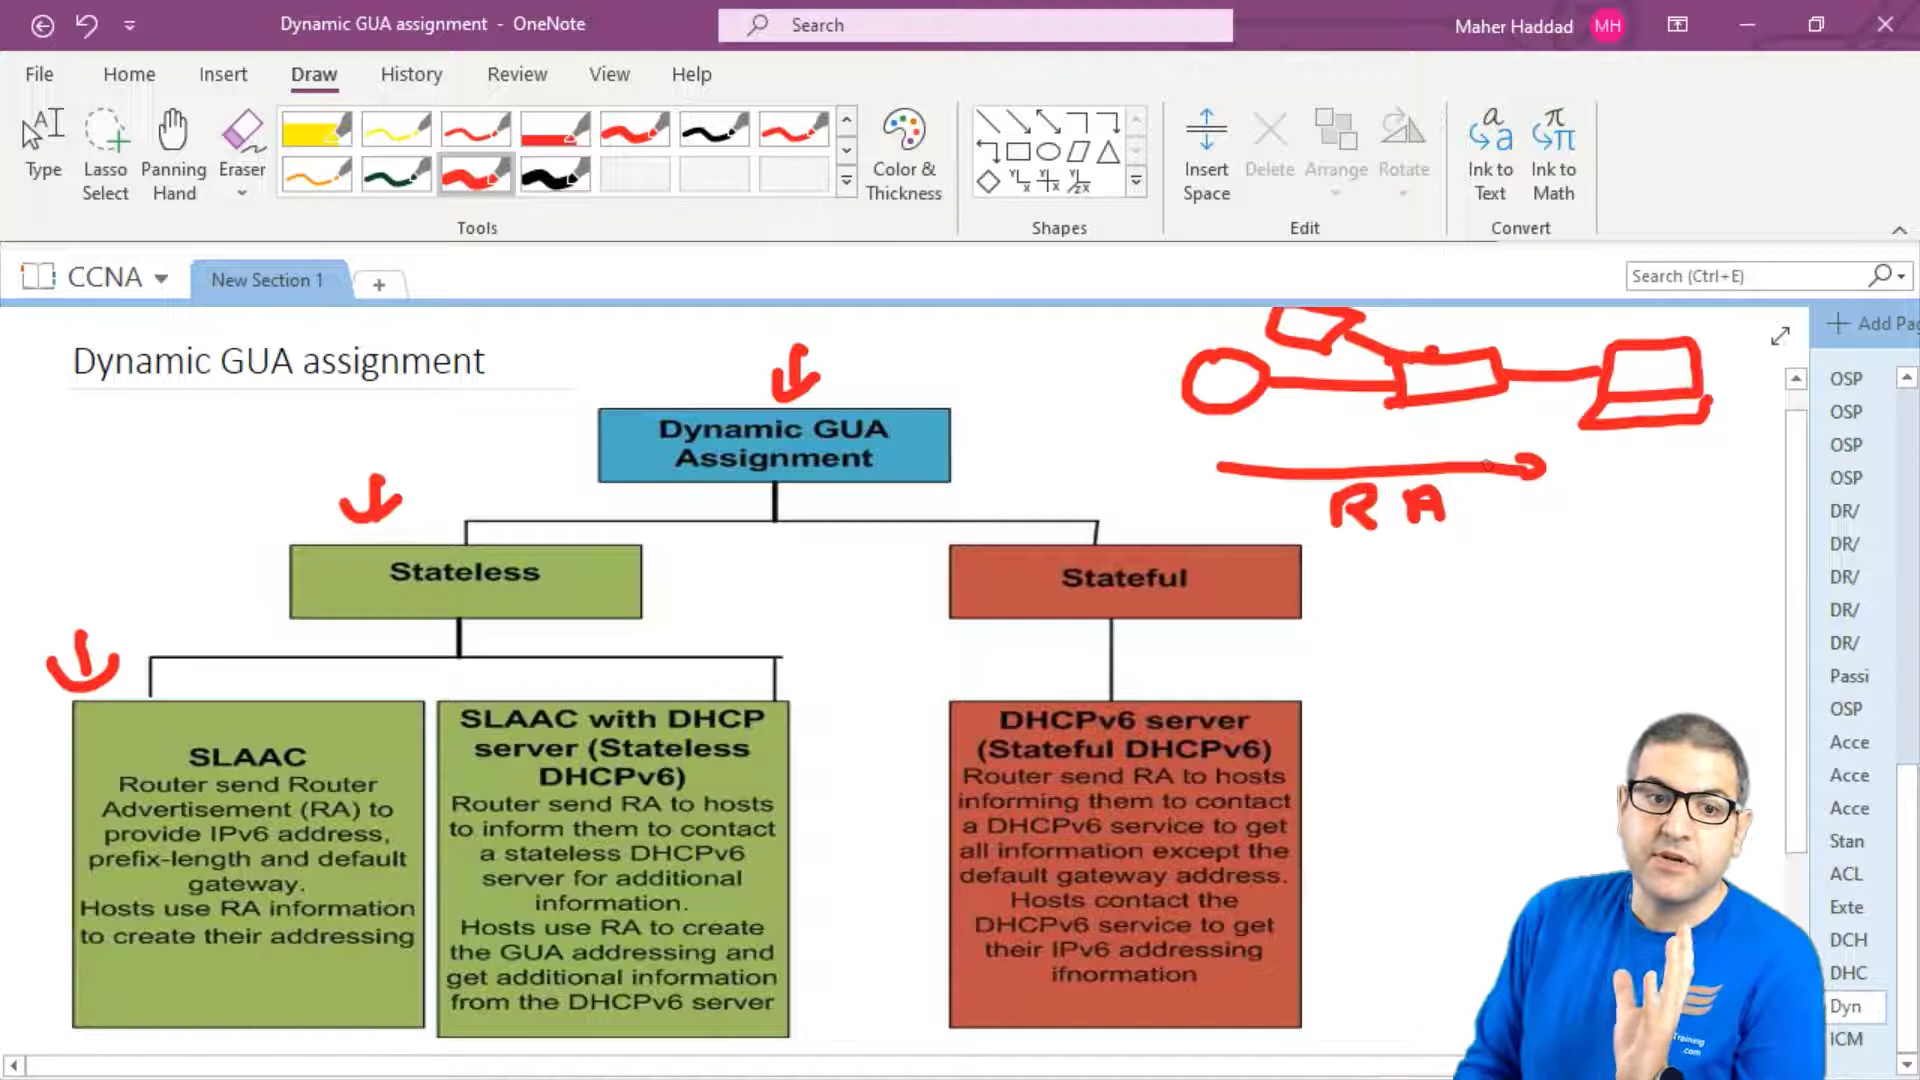 Dynamic GUA assignment - OneNote
Search
Maher Haddad
MH
File
Home
Insert
Draw
History
Review
View
Help
Type
Lasso
Select
Panning
Hand
Eraser
Color &
Thickness
Insert
Space
Delete
Arrange
Rotate
Ink to
Text
Ink to
Math
Tools
Shapes
Edit
Convert
CCNA
New Section 1
Search (Ctrl+E)
Add Pag
Dynamic GUA assignment
Dynamic GUA
Assignment
R A
Stateless
Stateful
SLAAC
Router send Router
Advertisement (RA) to
provide IPv6 address,
prefix-length and default
gateway.
Hosts use RA information
to create their addressing
SLAAC with DHCP
server (Stateless
DHCPv6)
Router send RA to hosts
to inform them to contact
a stateless DHCPv6
server for additional
information.
Hosts use RA to create
the GUA addressing and
get additional information
from the DHCPv6 server
DHCPv6 server
(Stateful DHCPv6)
Router send RA to hosts
informing them to contact
a DHCPv6 service to get
all information except the
default gateway address.
Hosts contact the
DHCPv6 service to get
their IPv6 addressing
ifnormation
OSP
OSP
OSP
OSP
DR/
DR/
DR/
DR/
DR/
Passi
OSP
Acce
Acce
Acce
Stan
ACL
Exte
DCH
DHC
Dyn
ICM
Training
.com